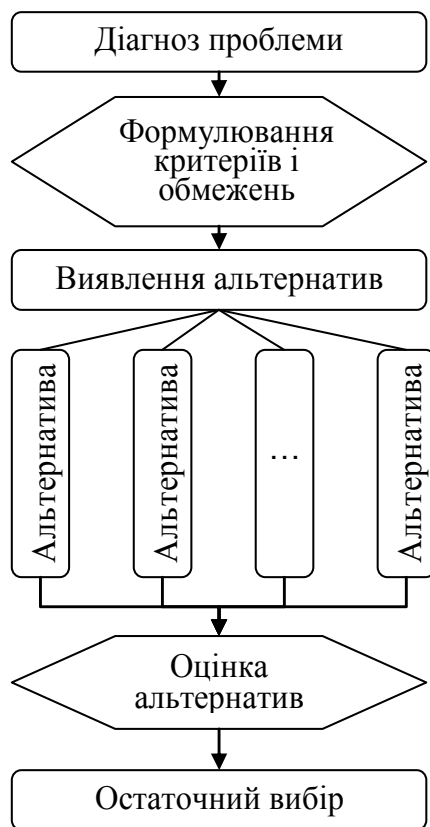 Діагноз проблеми
Формулювання
критеріїв і
обмежень
Виявлення альтернатив
Альтернатива
Альтернатива
...
Альтернатива
Оцінка
альтернатив
Остаточний вибір